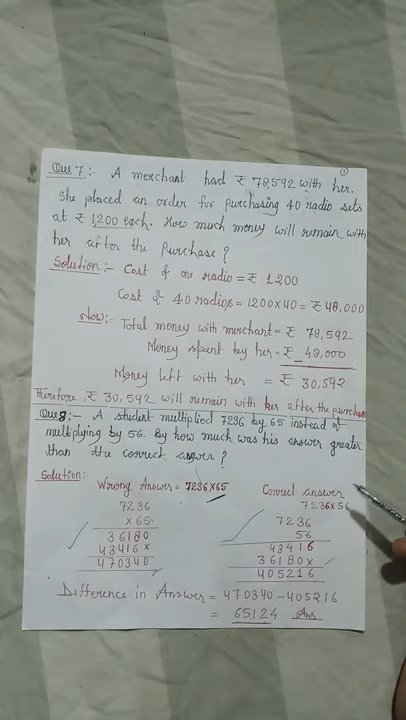 ①
Que 7:- A merchant had ₹ 78,592 with her.
She placed an order for purchasing 40 radio sets
at ₹ 1,200 each. How much money will remain with
her after the purchase?
Solution:- Cost of one radio = ₹ 1,200
Cost of 40 radios = 1200 × 40 = ₹ 48,000
Now:- Total money with merchant = ₹ 78,592
Money spent by her = ₹ - 48,000
Money left with her = ₹ 30,592
Therefore, ₹ 30,592 will remain with her after the purchase
Que 8:- A student multiplied 7236 by 65 instead of
multiplying by 56. By how much was his answer greater
than the correct answer?
Solution:
Wrong Answer = 7236×65
7236
× 65
36180
43416×
470340
Correct answer
7236×56
7236
56
43416
36180×
405216
Difference in Answer = 470340 - 405216
= 65124 Ans